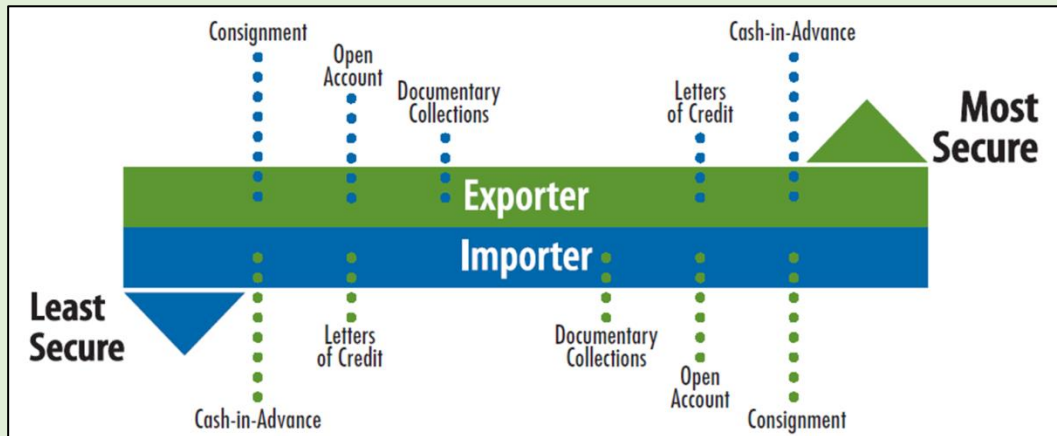 Consignment
Open
Account
Documentary
Collections
Letters
of Credit
Cash-in-Advance
Most
Secure
Exporter
Importer
Least
Secure
Cash-in-Advance
Letters
of Credit
Documentary
Collections
Open
Account
Consignment